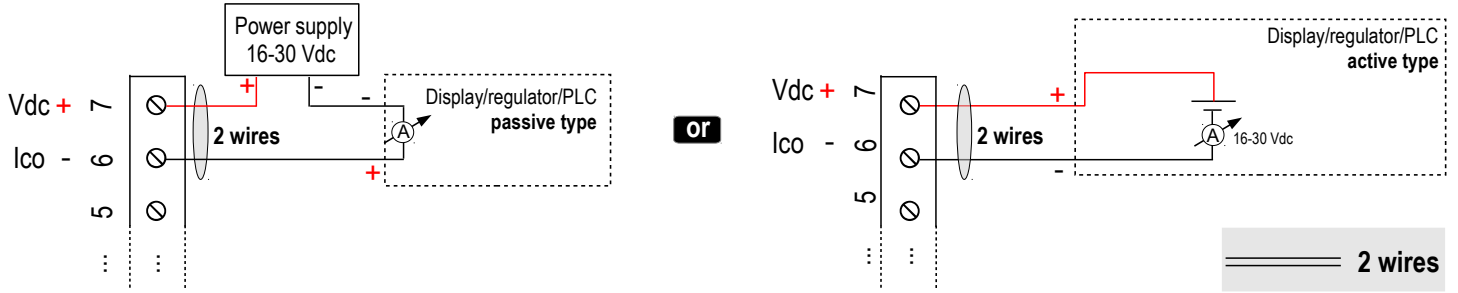 Power supply
16-30 Vdc
+
-
-
Display/regulator/PLC
passive type
Vdc + 7
2 wires
A
Ico - 6
+
5
...
...
or
Display/regulator/PLC
active type
Vdc + 7
+
2 wires
A
16-30 Vdc
Ico - 6
-
5
...
...
2 wires